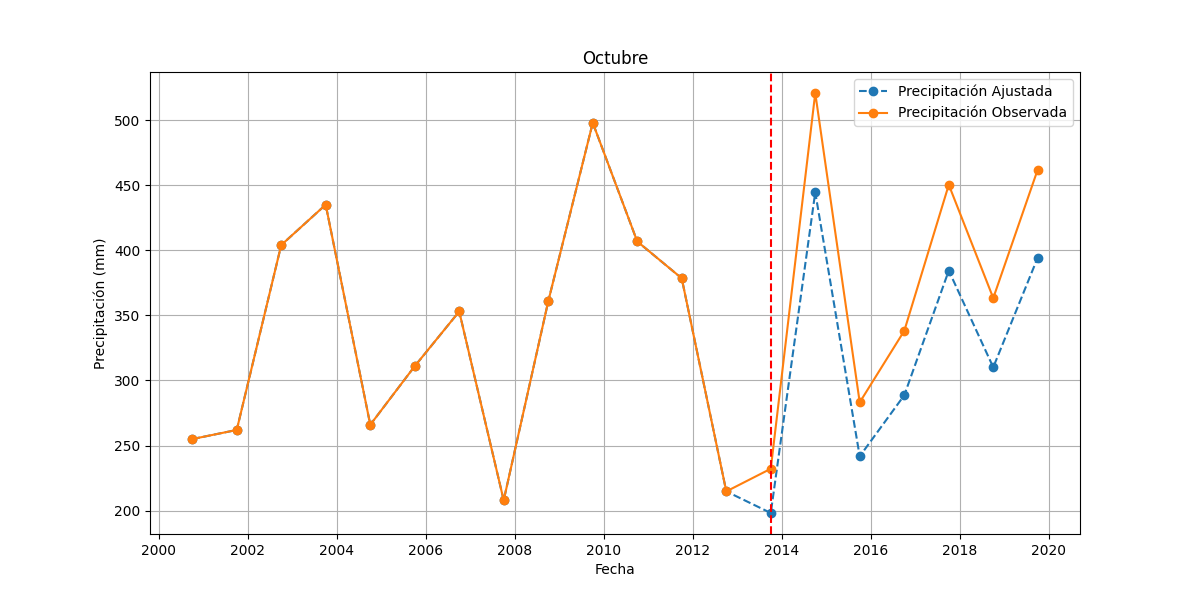 Octubre
Precipitación Ajustada
Precipitación Observada
Precipitación (mm)
500
450
400
350
300
250
200
2000 2002 2004 2006 2008 2010 2012 2014 2016 2018 2020
Fecha